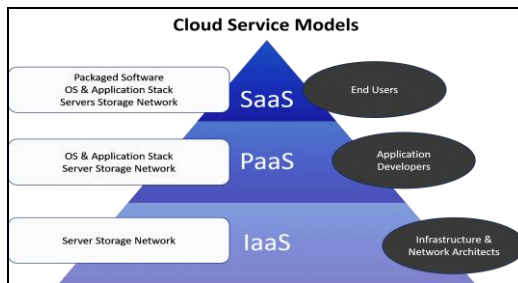 Cloud Service Models
Packaged Software
OS & Application Stack
Servers Storage Network
SaaS
End Users
OS & Application Stack
Server Storage Network
PaaS
Application
Developers
Server Storage Network
IaaS
Infrastructure &
Network Architects